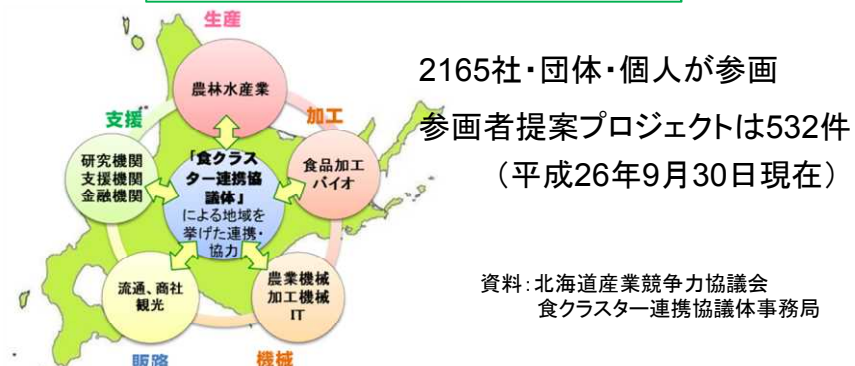 生産
農林水産業
支援
研究機関
支援機関
金融機関
加工
食品加工
バイオ
「食クラス
ター連携協
議体」
による地域を
挙げた連携・
協力
流通、商社
観光
農業機械
加工機械
IT
販路
機械
2165社・団体・個人が参画
参画者提案プロジェクトは532件
（平成26年9月30日現在）
資料：北海道産業競争力協議会
食クラスター連携協議体事務局